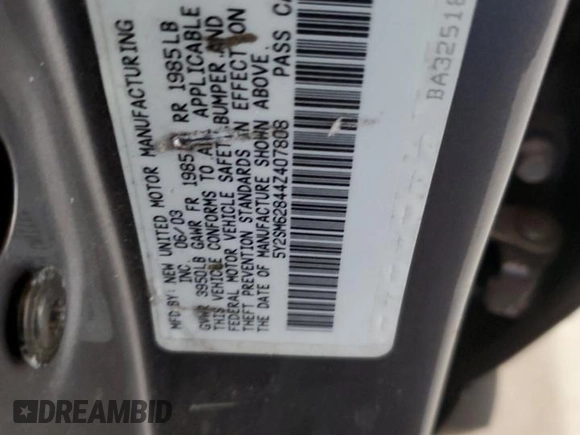 MFD BY: NEW UNITED MOTOR MANUFACTURING
INC 06/03
GVWR 3950LB GAWR FR 1985 RR 1985LB
THIS VEHICLE CONFORMS TO ALL APPLICABLE
FEDERAL MOTOR VEHICLE SAFETY BUMPER AND
THEFT PREVENTION STANDARDS IN EFFECT ON
THE DATE OF MANUFACTURE SHOWN ABOVE.
5Y2SM62844Z407808 PASS
BA32518
DREAMBID